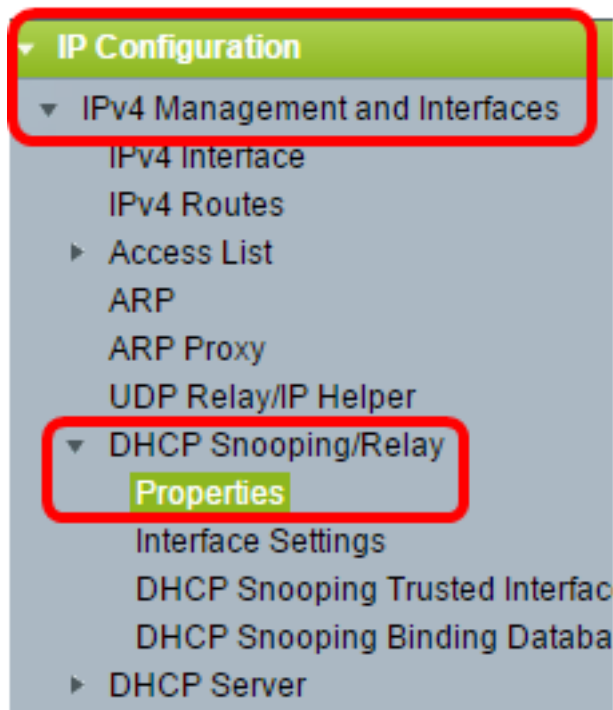 IP Configuration
IPv4 Management and Interfaces
IPv4 Interface
IPv4 Routes
Access List
ARP
ARP Proxy
UDP Relay/IP Helper
DHCP Snooping/Relay
Properties
Interface Settings
DHCP Snooping Trusted Interfac
DHCP Snooping Binding Databa
DHCP Server